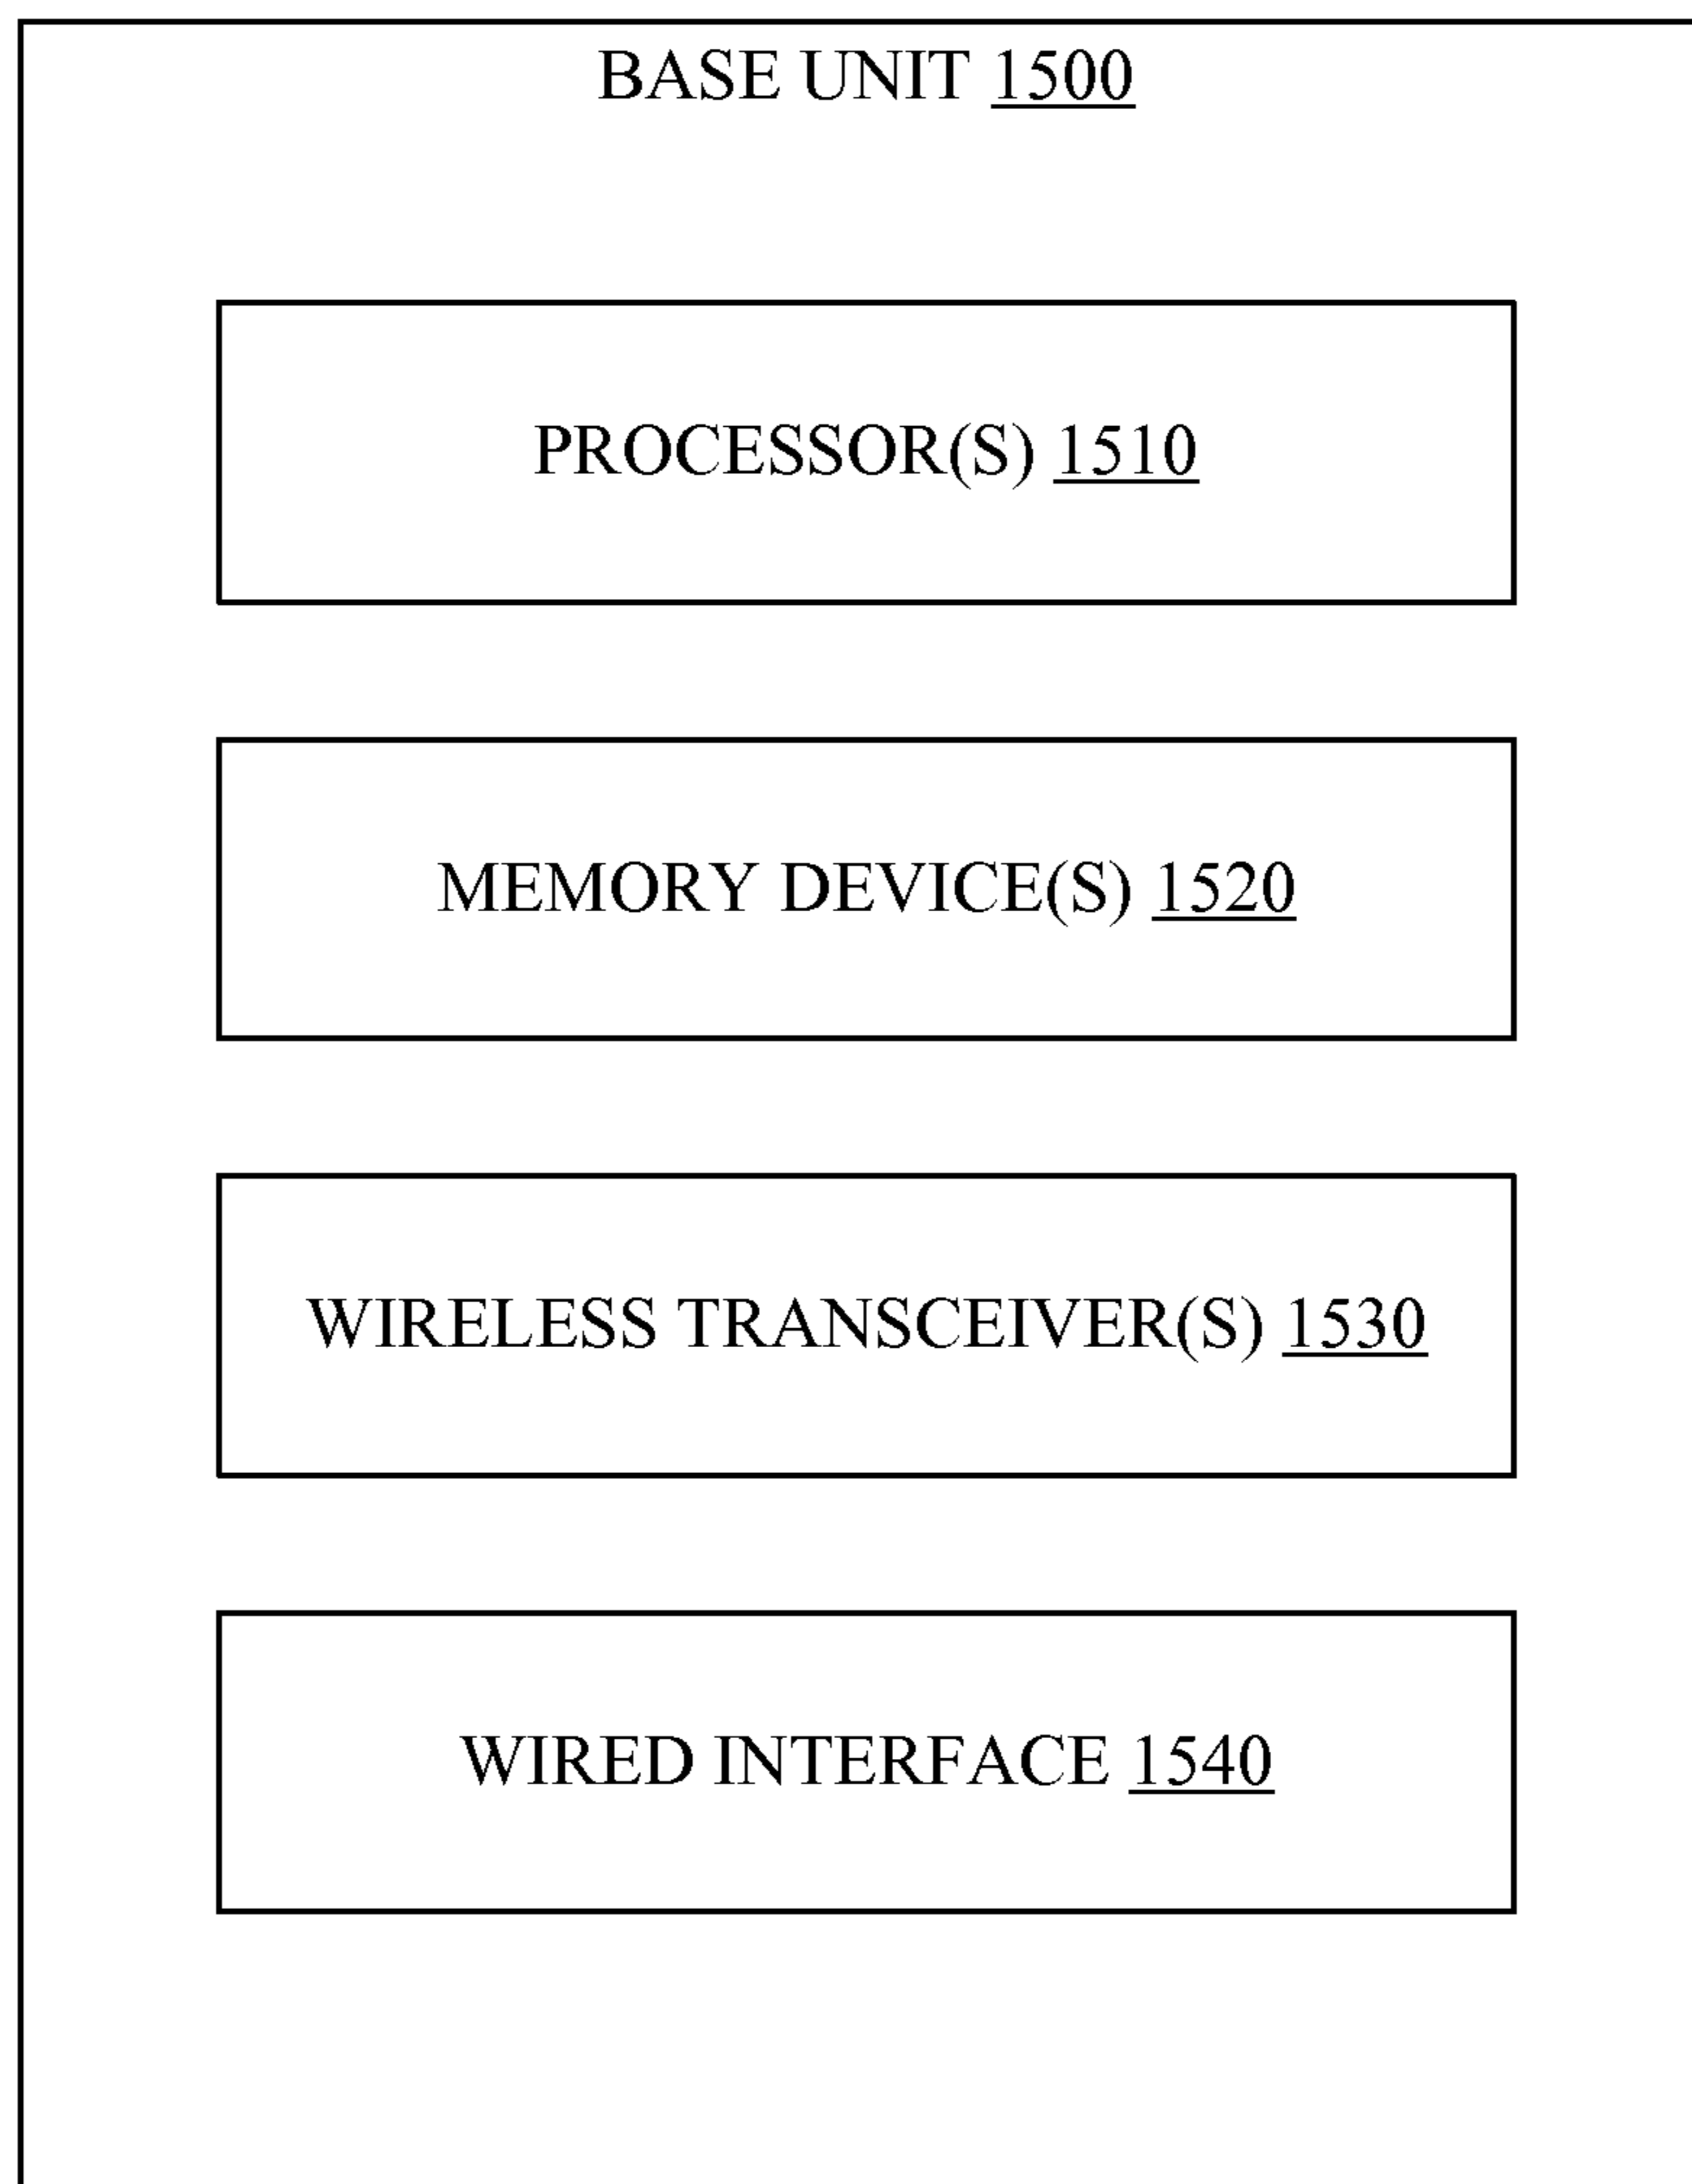 BASE UNIT 1500
PROCESSOR(S) 1510
MEMORY DEVICE(S) 1520
WIRELESS TRANSCEIVER(S) 1530
WIRED INTERFACE 1540